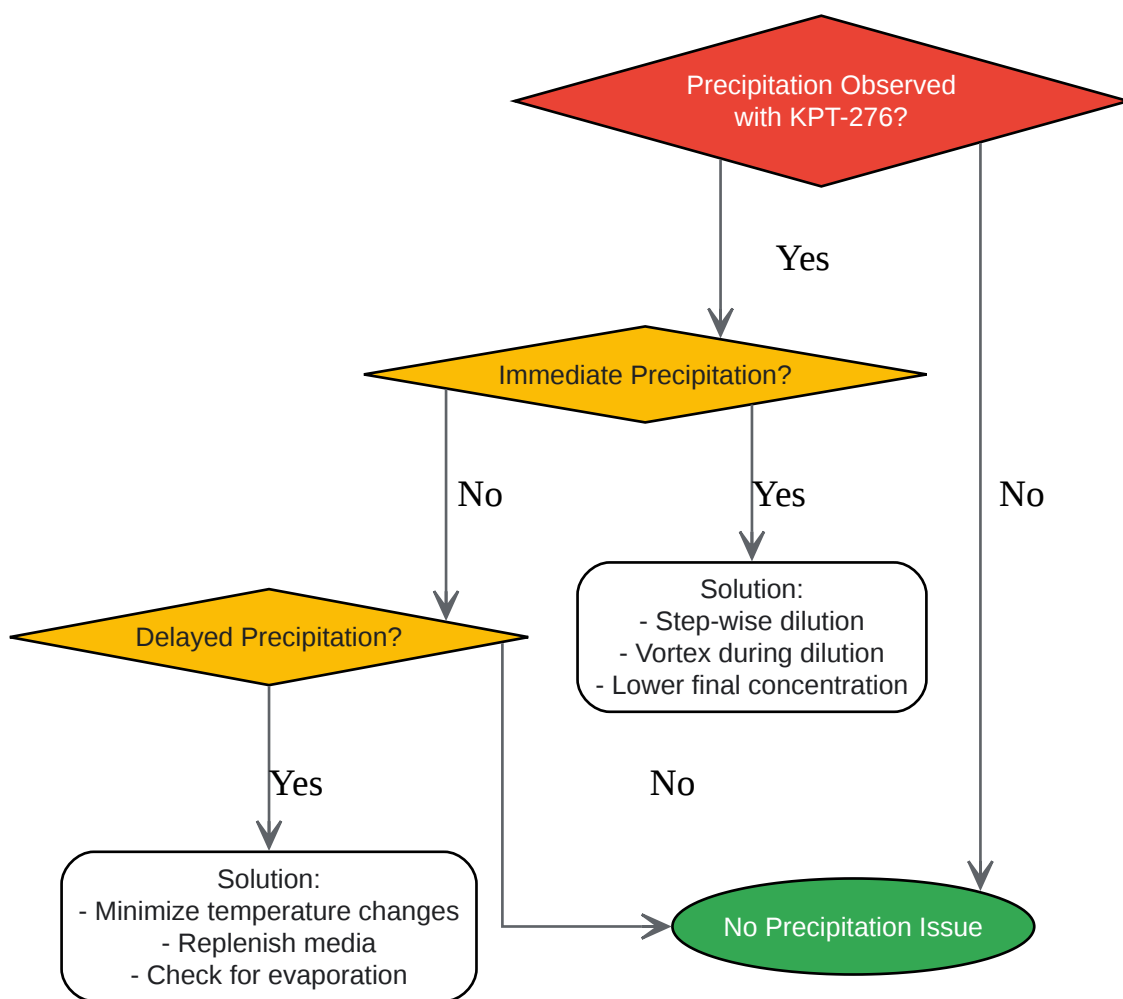 Precipitation Observed
with KPT-276?
Yes
Immediate Precipitation?
No
Yes
No
Solution:
- Step-wise dilution
- Vortex during dilution
- Lower final concentration
Delayed Precipitation?
Yes
No
Solution:
- Minimize temperature changes
- Replenish media
- Check for evaporation
No Precipitation Issue